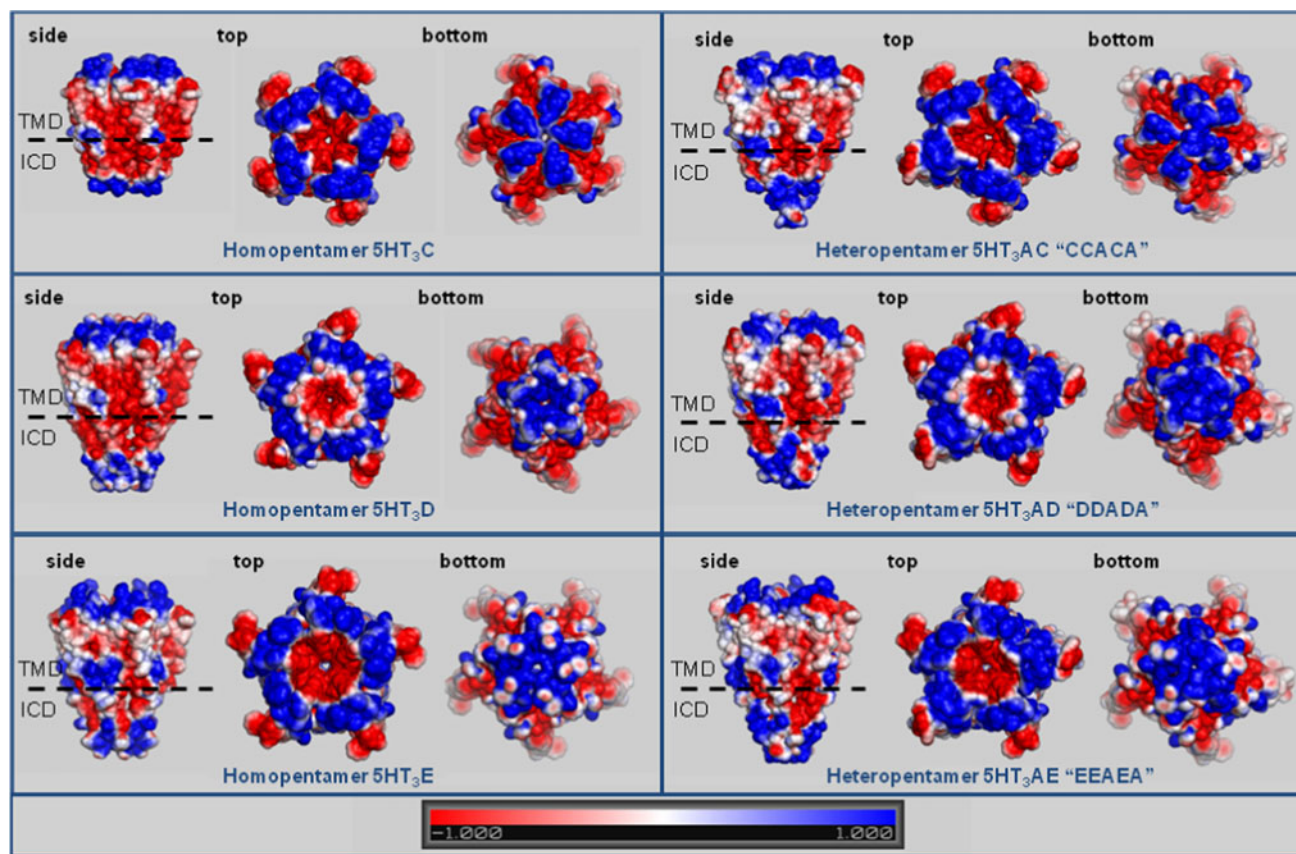 side top bottom
TMD
ICD
Homopentamer 5HT₃C
side top bottom
TMD
ICD
Heteropentamer 5HT₃AC “CCACA”
side top bottom
TMD
ICD
Homopentamer 5HT₃D
side top bottom
TMD
ICD
Heteropentamer 5HT₃AD “DDADA”
side top bottom
TMD
ICD
Homopentamer 5HT₃E
side top bottom
TMD
ICD
Heteropentamer 5HT₃AE “EEAEA”
-1.000 1.000